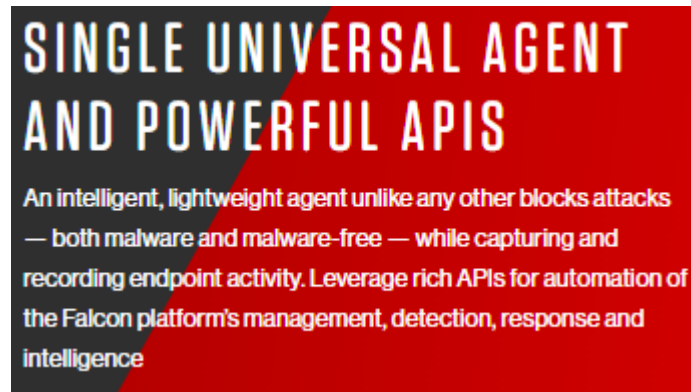 SINGLE UNIVERSAL AGENT
AND POWERFUL APIS
An intelligent, lightweight agent unlike any other blocks attacks
— both malware and malware-free — while capturing and
recording endpoint activity. Leverage rich APIs for automation of
the Falcon platform's management, detection, response and
intelligence